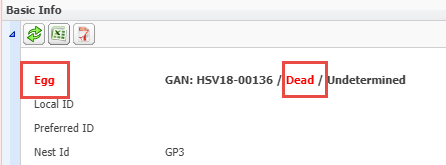 Basic Info
Egg GAN: HSV18-00136 / Dead / Undetermined
Local ID
Preferred ID
Nest Id GP3